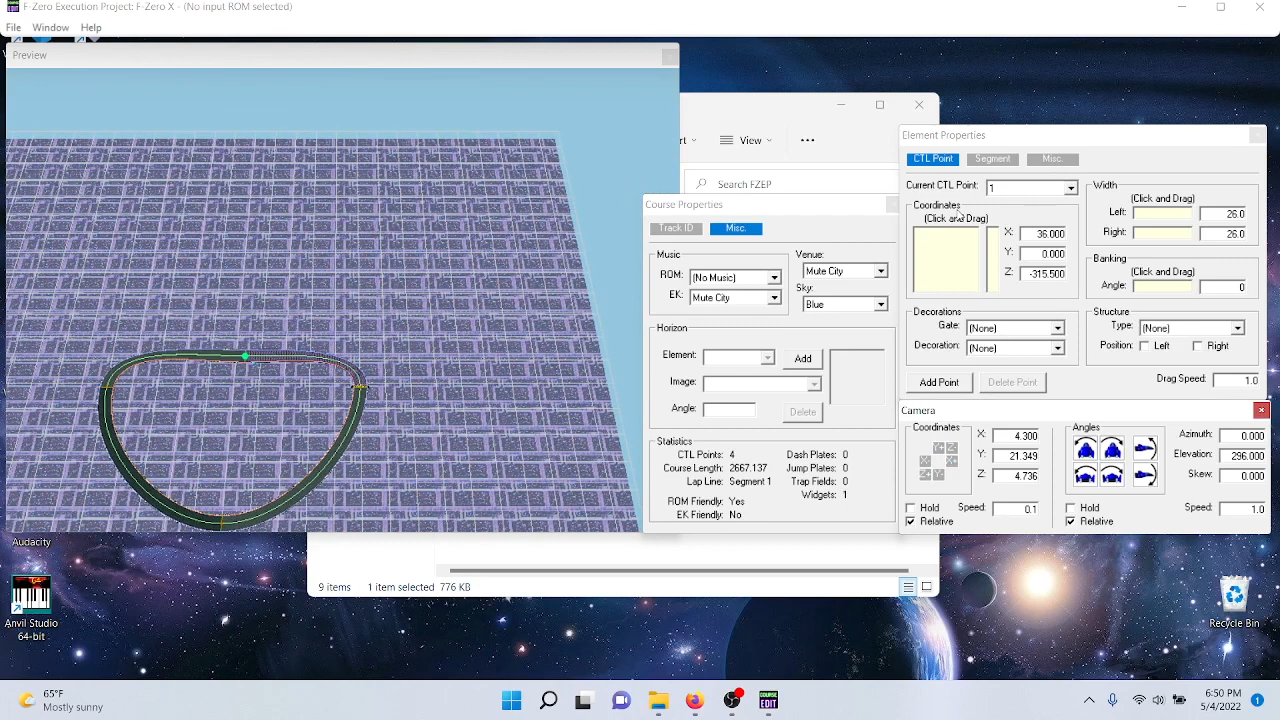 F-Zero Execution Project: F-Zero X - (No input ROM selected)
File Window Help
Preview
View
Search FZEP
Course Properties
Track ID Misc.
Music
ROM: (No Music)
EK: Mute City
Venue:
Mute City
Sky:
Blue
Horizon
Element: Add
Image:
Angle: Delete
Statistics
CTL Points: 4 Dash Plates: 0
Course Length: 2667.137 Jump Plates: 0
Lap Line: Segment 1 Trap Fields: 0
Widgets: 1
ROM Friendly: Yes
EK Friendly: No
Element Properties
CTL Point Segment Misc.
Current CTL Point: 1
Coordinates
(Click and Drag)
X: 36.000
Y: 0.000
Z: -315.500
Width
(Click and Drag)
Left: 26.0
Right: 26.0
Banking
(Click and Drag)
Angle: 0
Decorations
Gate: (None)
Decoration: (None)
Structure
Type: (None)
Position: Left Right
Add Point Delete Point Drag Speed: 1.0
Camera
Coordinates
X: 4.300
Y: 21.349
Z: 4.736
Hold Speed: 0.1
Relative
Angles
Azimuth: 0.000
Elevation: 296.000
Skew: 0.000
Hold Speed: 1.0
Relative
9 items 1 item selected 776 KB
Audacity
Anvil Studio
64-bit
Recycle Bin
65°F
Mostly sunny
COURSE
EDIT
6:50 PM
5/4/2022
1